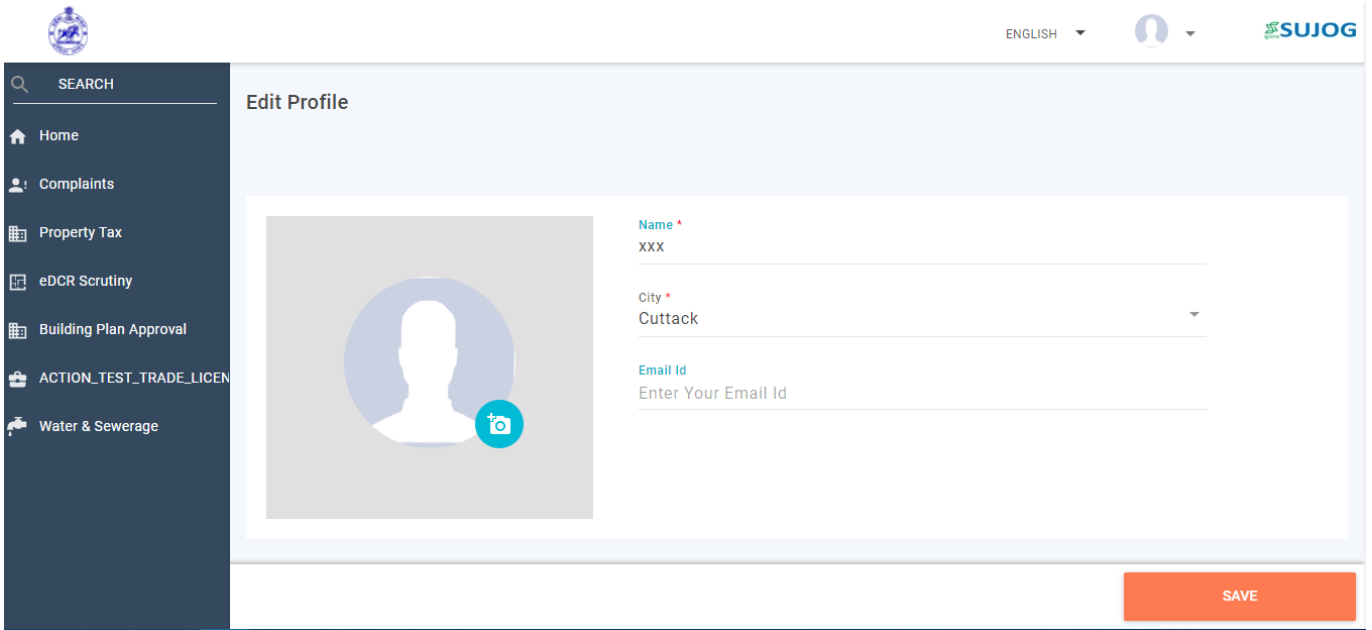 ENGLISH
SUJOG
SEARCH
Home
Complaints
Property Tax
eDCR Scrutiny
Building Plan Approval
ACTION_TEST_TRADE_LICEN
Water & Sewerage
Edit Profile
Name *
xxx
City *
Cuttack
Email Id
Enter Your Email Id
SAVE